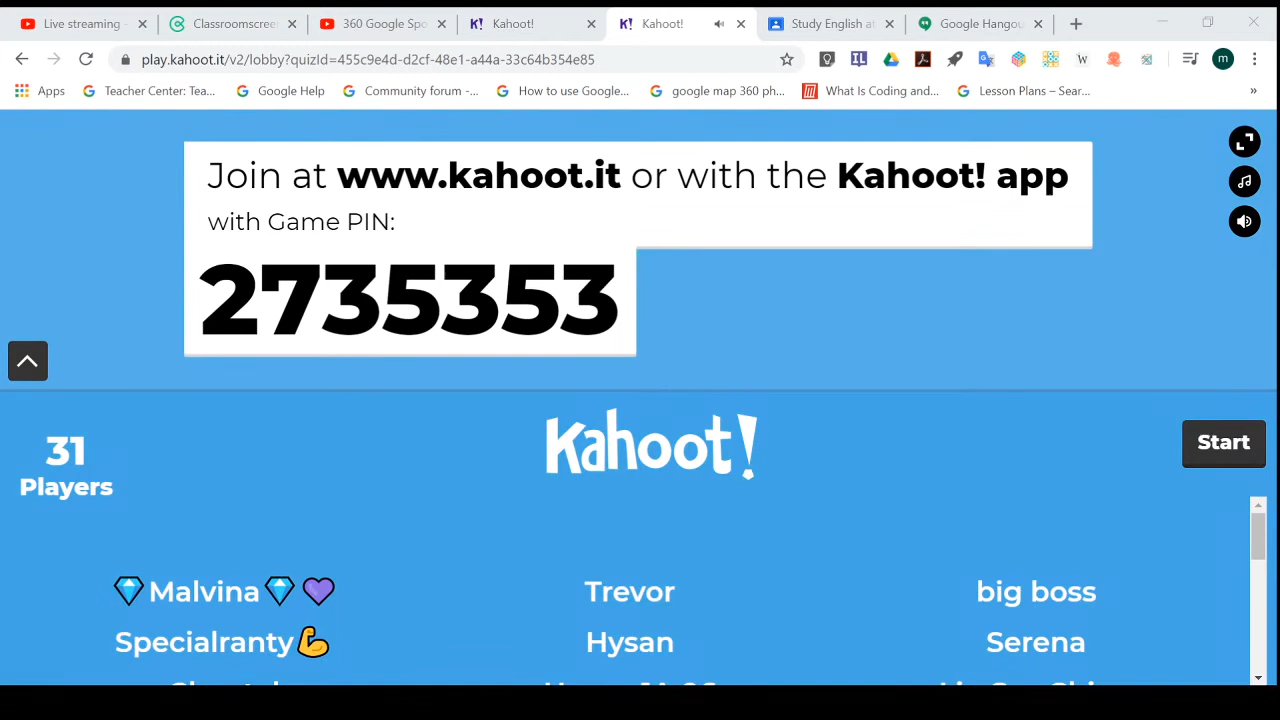 Live streaming -
Classroomscree
360 Google Spo
Kahoot!
Kahoot!
Study English at
Google Hangou
play.kahoot.it/v2/lobby?quizId=455c9e4d-d2cf-48e1-a44a-33c64b354e85
m
Apps
Teacher Center: Tea...
Google Help
Community forum -...
How to use Google...
google map 360 ph...
What Is Coding and...
Lesson Plans – Sear...
»
Join at www.kahoot.it or with the Kahoot! app
with Game PIN:
2735353
31
Players
Kahoot!
Start
💎Malvina💎💜
Trevor
big boss
Specialranty💪
Hysan
Serena